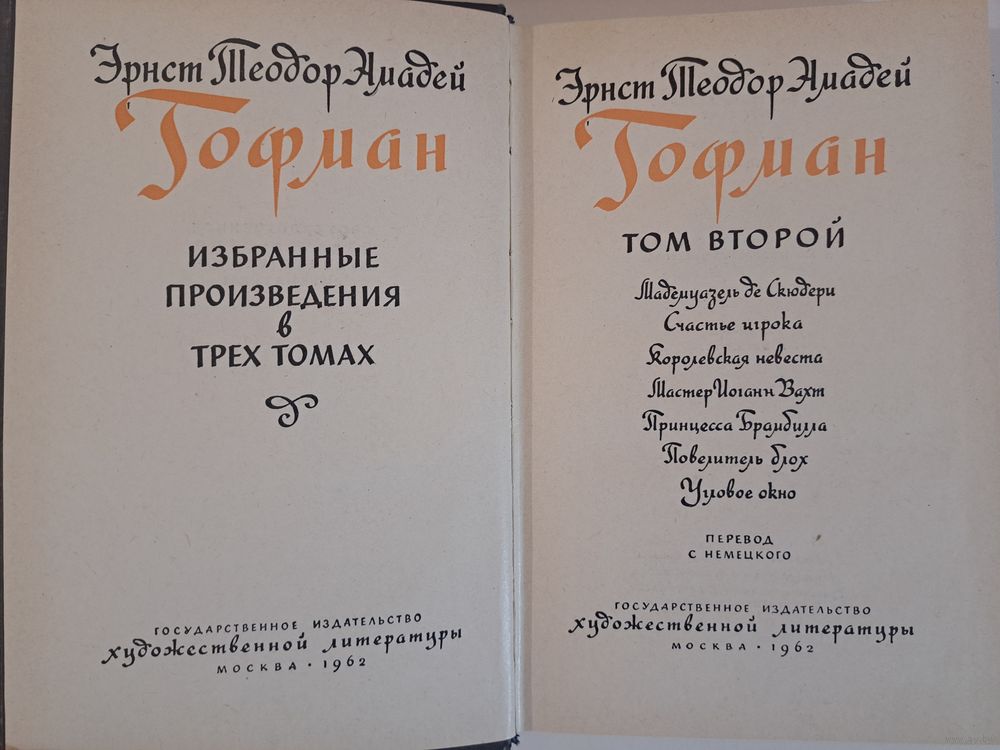 Эрнст Теодор Амадей
Гофман
ИЗБРАННЫЕ
ПРОИЗВЕДЕНИЯ
в
ТРЕХ ТОМАХ
ГОСУДАРСТВЕННОЕ ИЗДАТЕЛЬСТВО
художественной литературы
МОСКВА · 1962
Эрнст Теодор Амадей
Гофман
ТОМ ВТОРОЙ
Мадемуазель де Скюдери
Счастье игрока
Королевская невеста
Мастер Иоганн Вахт
Принцесса Брамбилла
Повелитель блох
Угловое окно
ПЕРЕВОД
С НЕМЕЦКОГО
ГОСУДАРСТВЕННОЕ ИЗДАТЕЛЬСТВО
художественной литературы
МОСКВА · 1962